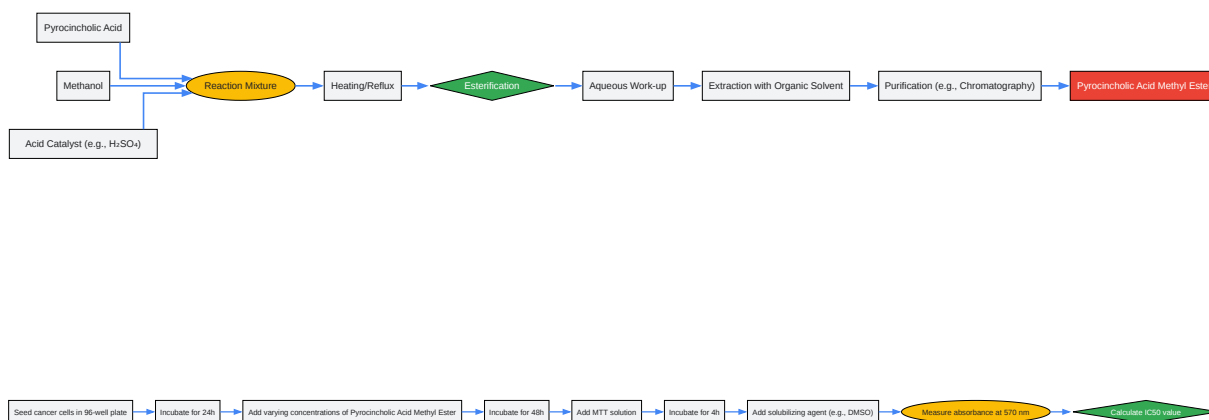 Pyrocincholic Acid
Methanol
Reaction Mixture
Heating/Reflux
Esterification
Aqueous Work-up
Extraction with Organic Solvent
Purification (e.g., Chromatography)
Pyrocincholic Acid Methyl Este
Acid Catalyst (e.g., H₂SO₄)
Seed cancer cells in 96-well plate
Incubate for 24h
Add varying concentrations of Pyrocincholic Acid Methyl Ester
Incubate for 48h
Add MTT solution
Incubate for 4h
Add solubilizing agent (e.g., DMSO)
Measure absorbance at 570 nm
Calculate IC50 value